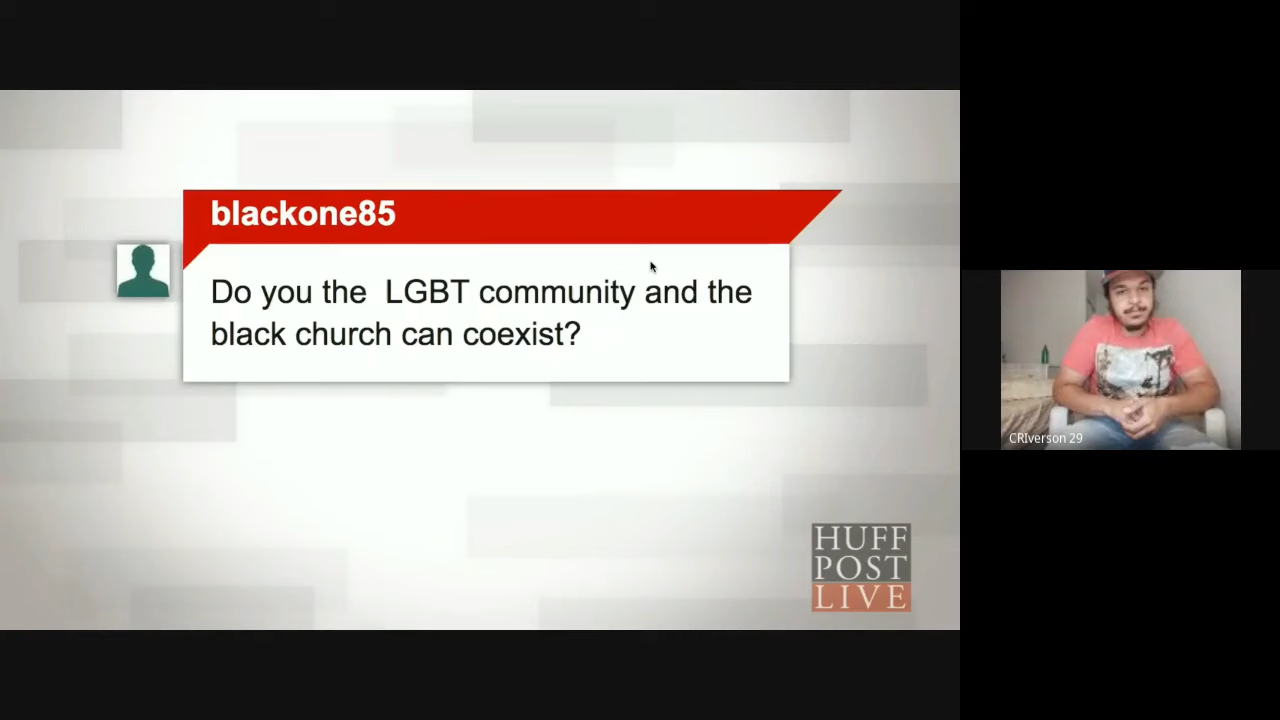 blackone85
Do you the  LGBT community and the
black church can coexist?
HUFF
POST
LIVE
CRIverson 29